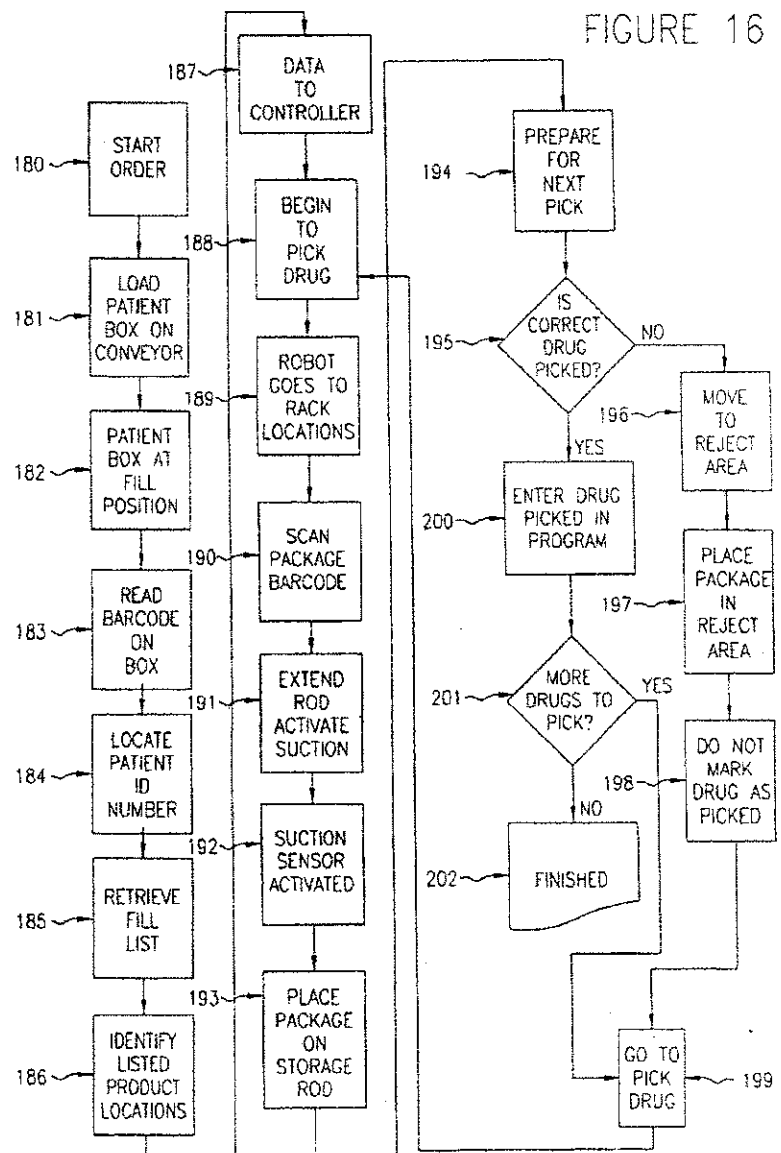 FIGURE 16
180
START
ORDER
181
LOAD
PATIENT
BOX ON
CONVEYOR
182
PATIENT
BOX AT
FILL
POSITION
183
READ
BARCODE
ON
BOX
184
LOCATE
PATIENT
ID
NUMBER
185
RETRIEVE
FILL
LIST
186
IDENTIFY
LISTED
PRODUCT
LOCATIONS
187
DATA
TO
CONTROLLER
188
BEGIN
TO
PICK
DRUG
189
ROBOT
GOES TO
RACK
LOCATIONS
190
SCAN
PACKAGE
BARCODE
191
EXTEND
ROD
ACTIVATE
SUCTION
192
SUCTION
SENSOR
ACTIVATED
193
PLACE
PACKAGE
ON
STORAGE
ROD
194
PREPARE
FOR
NEXT
PICK
195
IS
CORRECT
DRUG
PICKED?
NO
YES
196
MOVE
TO
REJECT
AREA
197
PLACE
PACKAGE
IN
REJECT
AREA
198
DO NOT
MARK
DRUG AS
PICKED
200
ENTER DRUG
PICKED IN
PROGRAM
201
MORE
DRUGS TO
PICK?
YES
NO
202
FINISHED
GO TO
PICK
DRUG
199